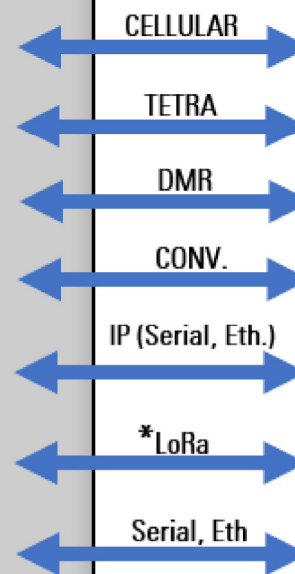 CELLULAR
TETRA
DMR
CONV.
IP (Serial, Eth.)
*LoRa
Serial, Eth